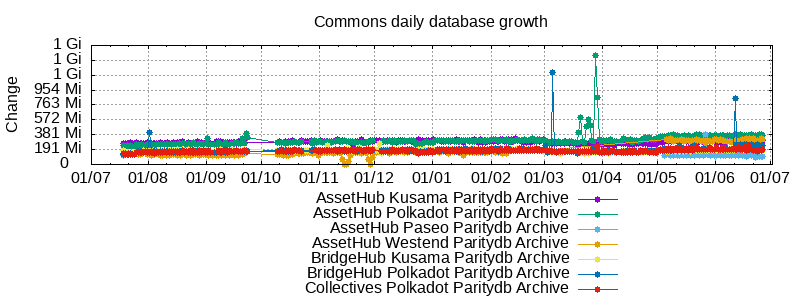 Commons daily database growth
Change
1 Gi
1 Gi
1 Gi
954 Mi
763 Mi
572 Mi
381 Mi
191 Mi
0
01/07 01/08 01/09 01/10 01/11 01/12 01/01 01/02 01/03 01/04 01/05 01/06 01/07
AssetHub Kusama Paritydb Archive
AssetHub Polkadot Paritydb Archive
AssetHub Paseo Paritydb Archive
AssetHub Westend Paritydb Archive
BridgeHub Kusama Paritydb Archive
BridgeHub Polkadot Paritydb Archive
Collectives Polkadot Paritydb Archive